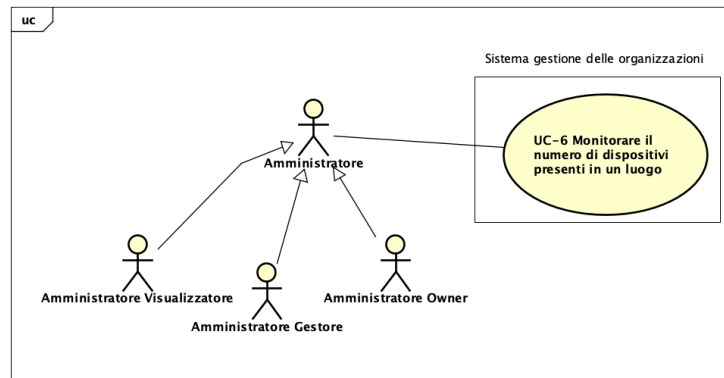 uc
Sistema gestione delle organizzazioni
UC-6 Monitorare il
numero di dispositivi
presenti in un luogo
Amministratore
Amministratore Visualizzatore
Amministratore Owner
Amministratore Gestore